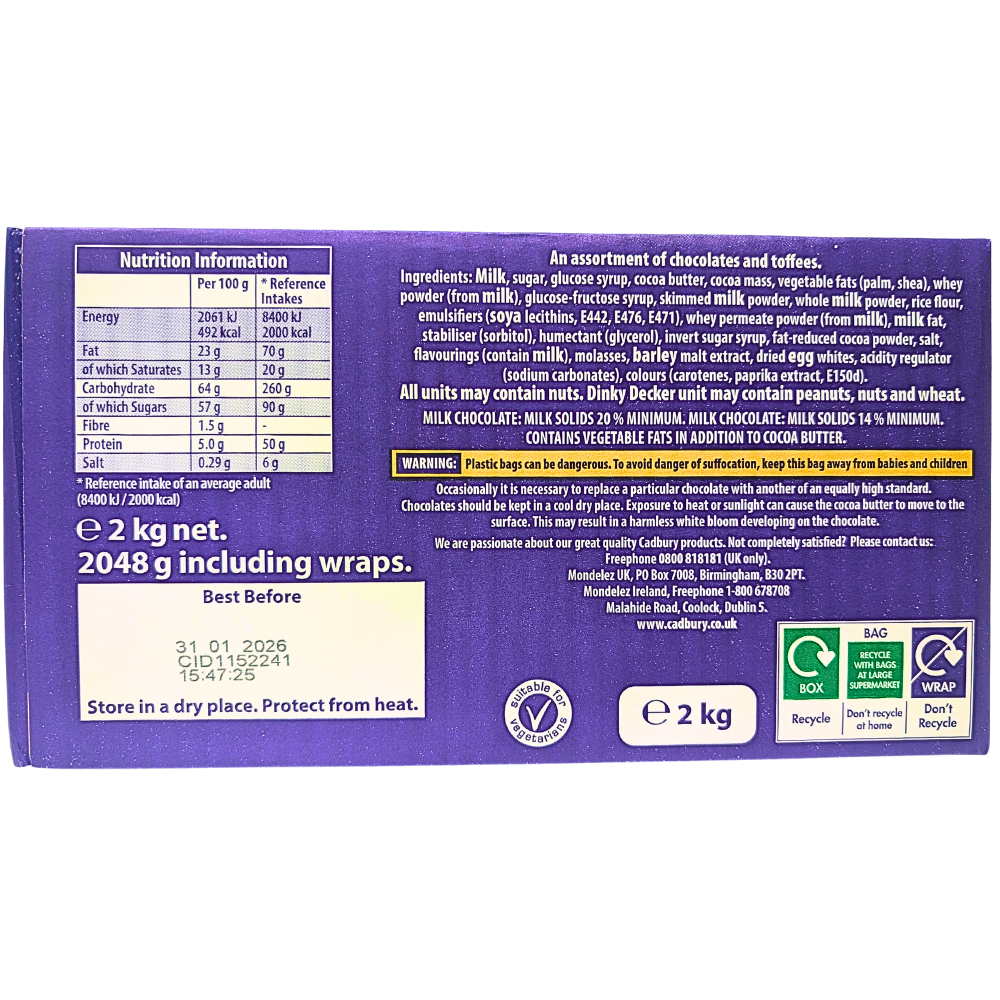 Nutrition Information
Per 100 g * Reference Intakes
Energy 2061 kJ 8400 kJ
492 kcal 2000 kcal
Fat 23 g 70 g
of which Saturates 13 g 20 g
Carbohydrate 64 g 260 g
of which Sugars 57 g 90 g
Fibre 1.5 g -
Protein 5.0 g 50 g
Salt 0.29 g 6 g
* Reference intake of an average adult
(8400 kJ / 2000 kcal)
℮ 2 kg net.
2048 g including wraps.
Best Before
31 01 2026
CID1152241
15:47:25
Store in a dry place. Protect from heat.
An assortment of chocolates and toffees.
Ingredients: Milk, sugar, glucose syrup, cocoa butter, cocoa mass, vegetable fats (palm, shea), whey
powder (from milk), glucose-fructose syrup, skimmed milk powder, whole milk powder, rice flour,
emulsifiers (soya lecithins, E442, E476, E471), whey permeate powder (from milk), milk fat,
stabiliser (sorbitol), humectant (glycerol), invert sugar syrup, fat-reduced cocoa powder, salt,
flavourings (contain milk), molasses, barley malt extract, dried egg whites, acidity regulator
(sodium carbonates), colours (carotenes, paprika extract, E150d).
All units may contain nuts. Dinky Decker unit may contain peanuts, nuts and wheat.
MILK CHOCOLATE: MILK SOLIDS 20 % MINIMUM. MILK CHOCOLATE: MILK SOLIDS 14 % MINIMUM.
CONTAINS VEGETABLE FATS IN ADDITION TO COCOA BUTTER.
WARNING: Plastic bags can be dangerous. To avoid danger of suffocation, keep this bag away from babies and children
Occasionally it is necessary to replace a particular chocolate with another of an equally high standard.
Chocolates should be kept in a cool dry place. Exposure to heat or sunlight can cause the cocoa butter to move to the
surface. This may result in a harmless white bloom developing on the chocolate.
We are passionate about our great quality Cadbury products. Not completely satisfied? Please contact us:
Freephone 0800 818181 (UK only).
Mondelez UK, PO Box 7008, Birmingham, B30 2PT.
Mondelez Ireland, Freephone 1-800 678708
Malahide Road, Coolock, Dublin 5.
www.cadbury.co.uk
suitable for vegetarians
℮ 2 kg
BOX
Recycle
BAG
RECYCLE
WITH BAGS
AT LARGE
SUPERMARKET
Don't recycle
at home
WRAP
Don't
Recycle